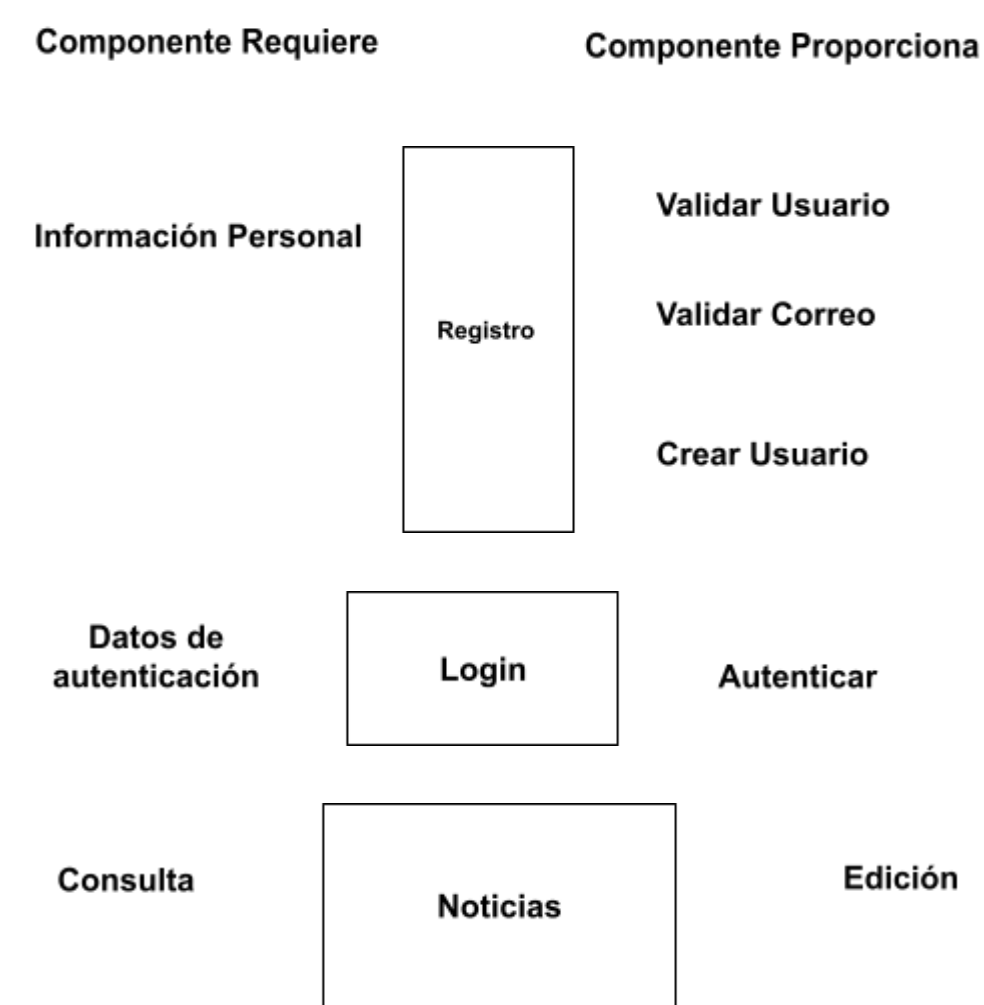 Componente Requiere
Componente Proporciona
Información Personal
Registro
Validar Usuario
Validar Correo
Crear Usuario
Datos de
autenticación
Login
Autenticar
Consulta
Noticias
Edición